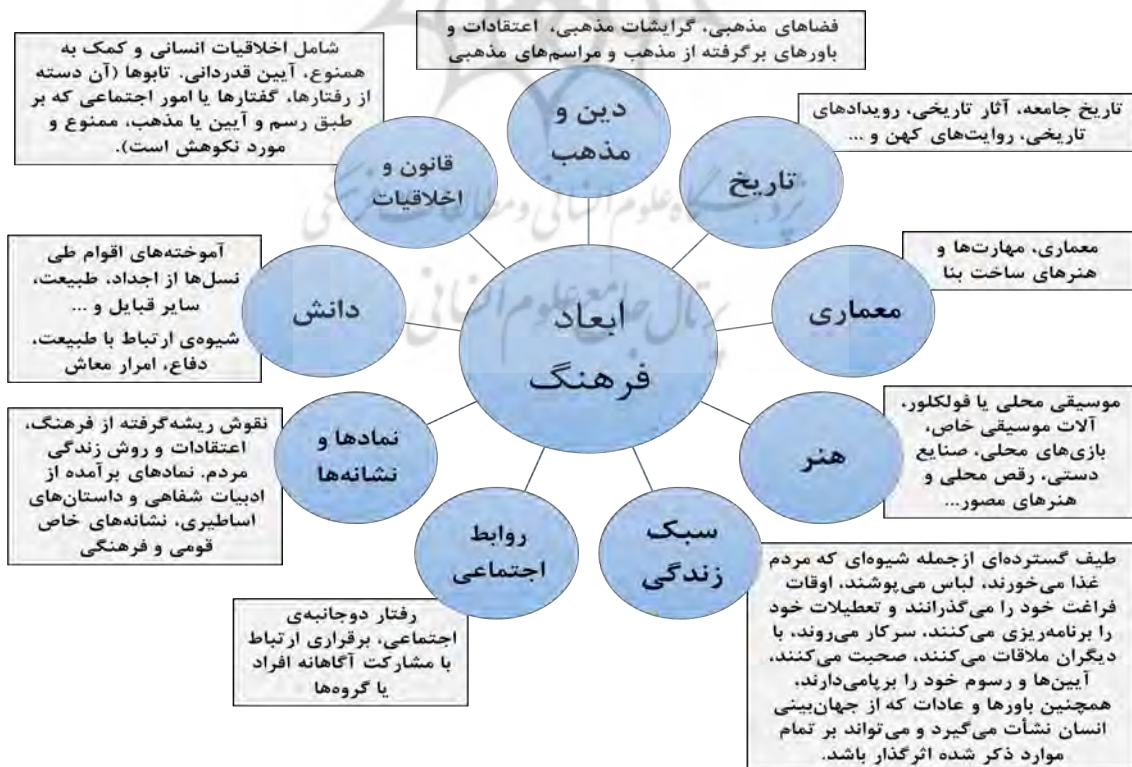 فضاهای مذهبی، گرایشات مذهبی، اعتقادات و
باورهای برگرفته از مذهب و مراسم‌های مذهبی
دین و
مذهب
تاریخ جامعه، آثار تاریخی، رویدادهای
تاریخی، روایت‌های کهن و ...
تاریخ
معماری، مهارت‌ها و
هنرهای ساخت بنا
معماری
موسیقی محلی یا فولکلور،
آلات موسیقی خاص،
بازی‌های محلی، صنایع
دستی، رقص محلی و
هنرهای مصور...
هنر
طیف گسترده‌ای ازجمله شیوه‌ای که مردم
غذا می‌خورند، لباس می‌پوشند، اوقات
فراغت خود را می‌گذرانند و تعطیلات خود
را برنامه‌ریزی می‌کنند، سرکار می‌روند، با
دیگران ملاقات می‌کنند، صحبت می‌کنند،
آیین‌ها و رسوم خود را برپامی‌دارند،
همچنین باورها و عادات که از جهان‌بینی
انسان نشأت می‌گیرد و می‌تواند بر تمام
موارد ذکر شده اثرگذار باشد.
سبک
زندگی
روابط
اجتماعی
رفتار دوجانبه‌ی
اجتماعی، برقراری ارتباط
با مشارکت آگاهانه افراد
یا گروه‌ها
نمادها و
نشانه‌ها
نقوش ریشه‌گرفته از فرهنگ،
اعتقادات و روش زندگی
مردم. نمادهای برآمده از
ادبیات شفاهی و داستان‌های
اساطیری، نشانه‌های خاص
قومی و فرهنگی
دانش
آموخته‌های اقوام طی
نسل‌ها از اجداد، طبیعت،
سایر قبایل و ...
شیوه‌ی ارتباط با طبیعت،
دفاع، امرار معاش
قانون و
اخلاقیات
شامل اخلاقیات انسانی و کمک به
همنوع، آیین قدردانی. تابوها (آن دسته
از رفتارها، گفتارها یا امور اجتماعی که بر
طبق رسم و آیین یا مذهب، ممنوع و
مورد نکوهش است).
ابعاد
فرهنگ
پژوهشگاه علوم انسانی و مطالعات فرهنگی
پرتال جامع علوم انسانی